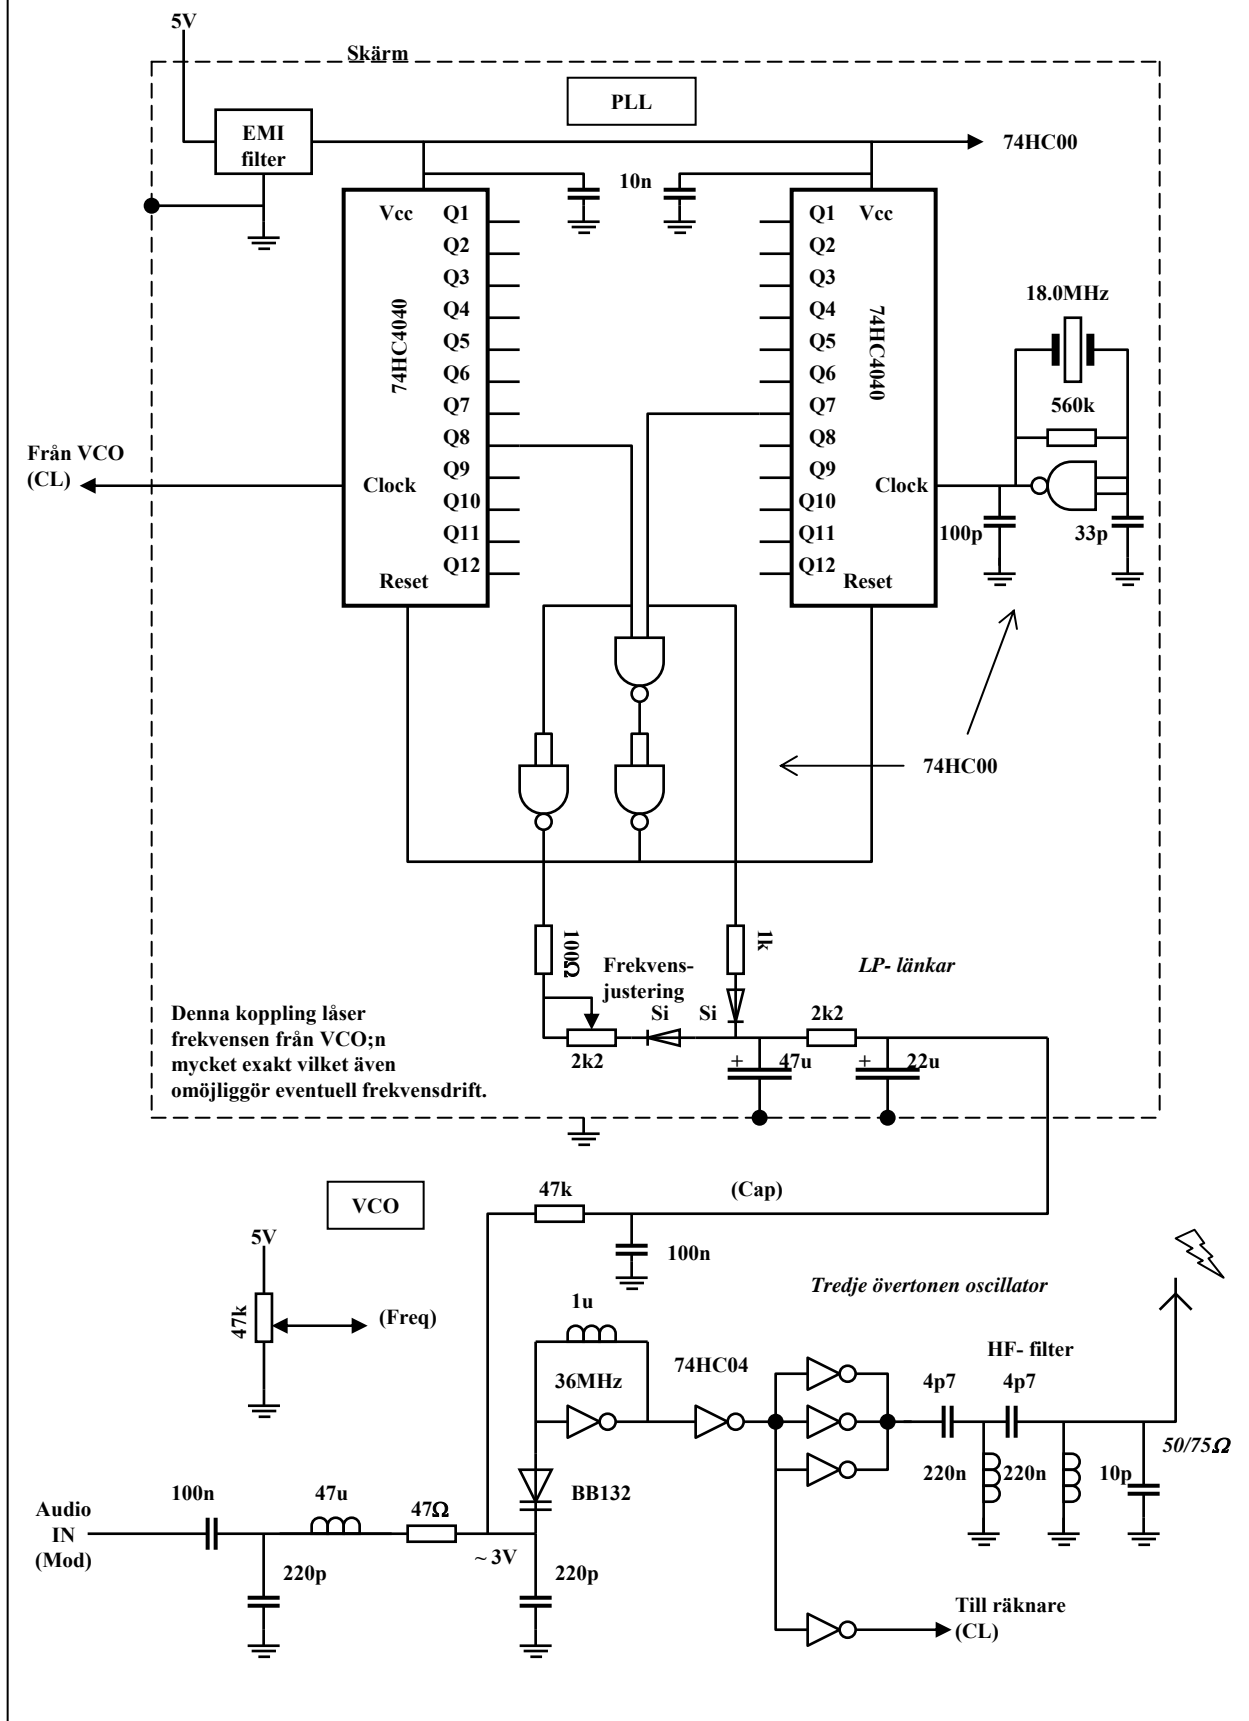 5V
Skärm
PLL
EMI
filter
74HC00
10n
Vcc
Q1
Q2
Q3
Q4
Q5
Q6
Q7
Q8
Q9
Q10
Q11
Q12
74HC4040
Clock
Reset
Från VCO
(CL)
Q1
Vcc
Q2
Q3
Q4
Q5
Q6
Q7
Q8
Q9
Q10
Q11
Q12
74HC4040
Clock
Reset
18.0MHz
560k
100p
33p
74HC00
100Ω
1k
Frekvens-
justering
LP- länkar
Si
Si
2k2
2k2
+
47u
+
22u
Denna koppling låser
frekvensen från VCO;n
mycket exakt vilket även
omöjliggör eventuell frekvensdrift.
VCO
47k
(Cap)
100n
5V
47k
(Freq)
Tredje övertonen oscillator
1u
36MHz
74HC04
HF- filter
4p7
4p7
50/75Ω
220n
220n
10p
BB132
Audio
IN
(Mod)
100n
47u
47Ω
~ 3V
220p
220p
Till räknare
(CL)